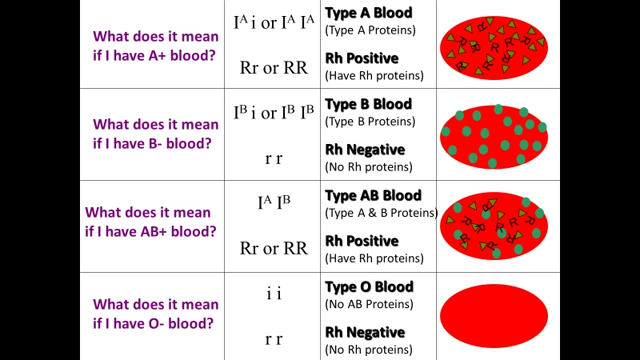 What does it mean
if I have A+ blood?
Iᴬ i or Iᴬ Iᴬ
Rr or RR
Type A Blood
(Type A Proteins)
Rh Positive
(Have Rh proteins)
R R R R R R
What does it mean
if I have B- blood?
Iᴮ i or Iᴮ Iᴮ
r r
Type B Blood
(Type B Proteins)
Rh Negative
(No Rh proteins)
What does it mean
if I have AB+ blood?
Iᴬ Iᴮ
Rr or RR
Type AB Blood
(Type A & B Proteins)
Rh Positive
(Have Rh proteins)
R R R R R R
What does it mean
if I have O- blood?
i i
r r
Type O Blood
(No AB Proteins)
Rh Negative
(No Rh proteins)